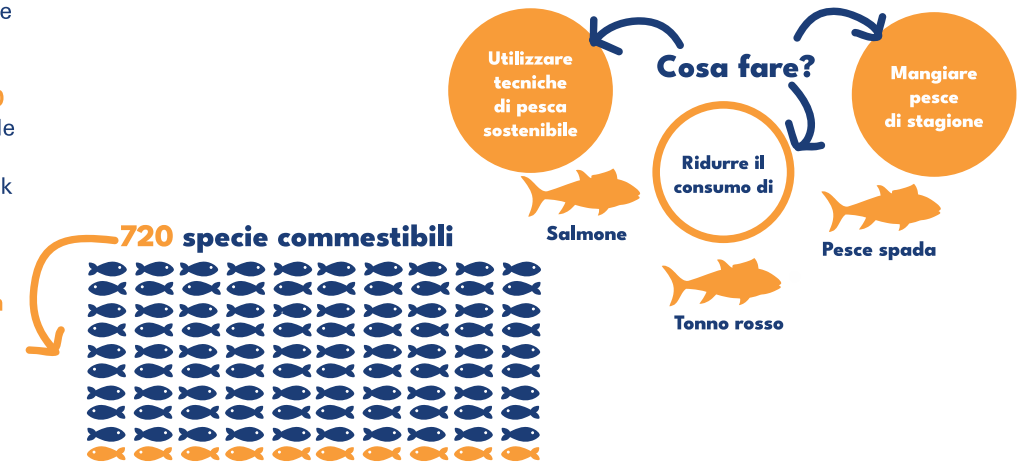 Cosa fare?
Utilizzare
tecniche
di pesca
sostenibile
Mangiare
pesce
di stagione
Ridurre il
consumo di
Salmone
Pesce spada
Tonno rosso
720 specie commestibili